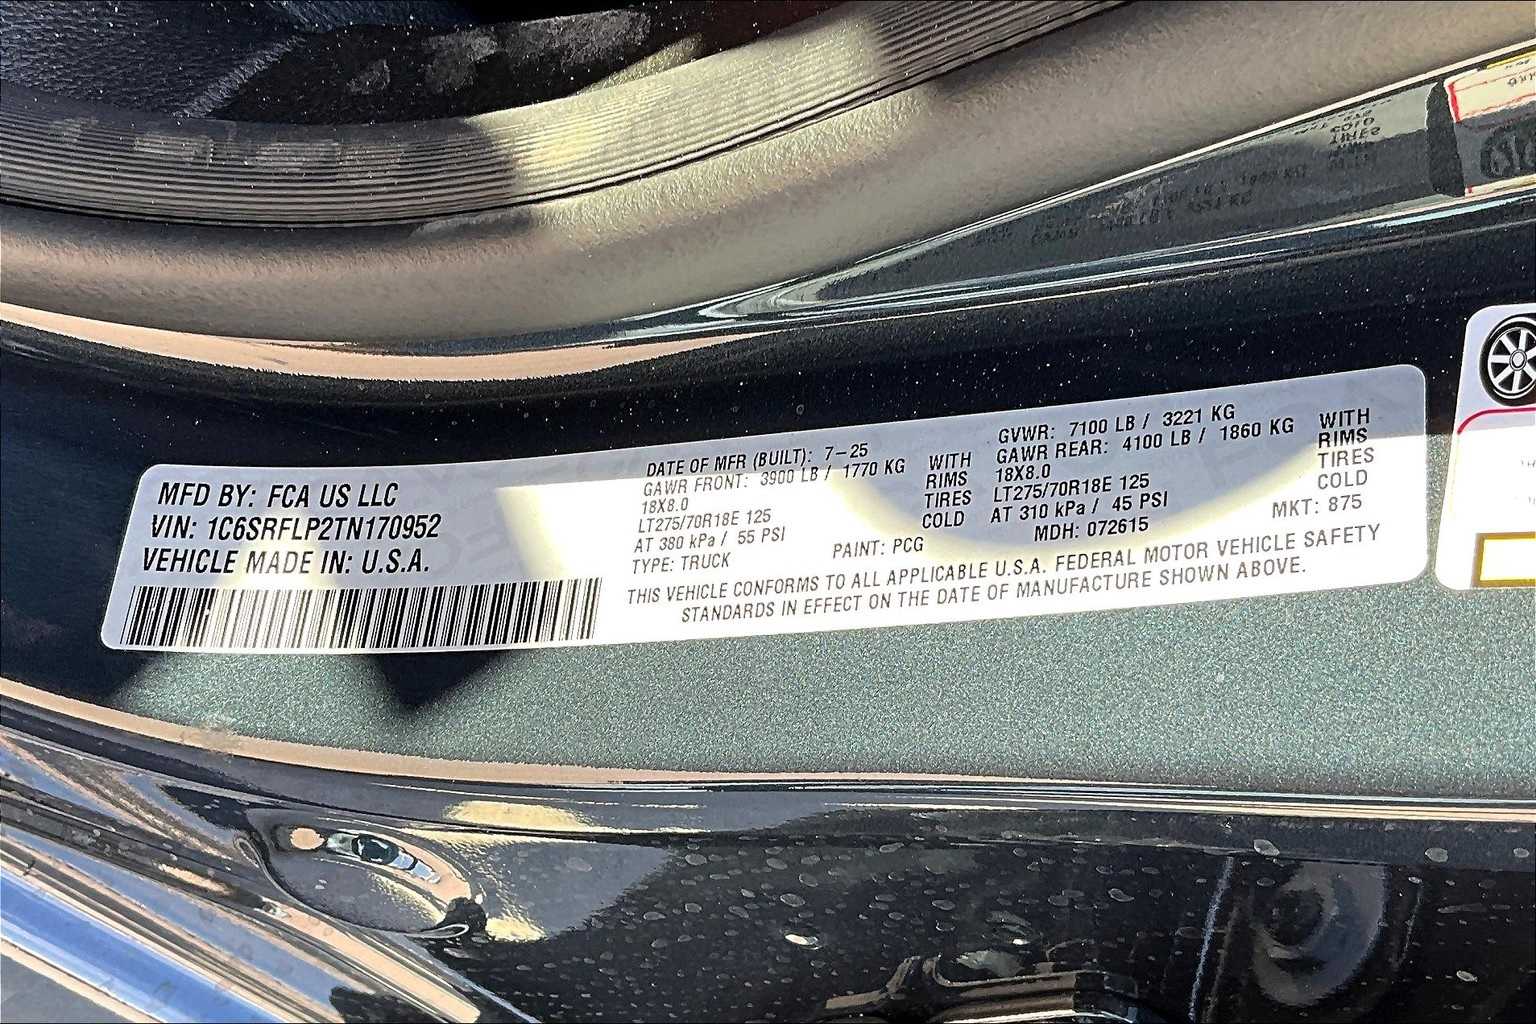 MFD BY: FCA US LLC
VIN: 1C6SRFLP2TN170952
VEHICLE MADE IN: U.S.A.
DATE OF MFR (BUILT): 7-25
GAWR FRONT: 3900 LB / 1770 KG WITH
18X8.0 RIMS
LT275/70R18E 125 TIRES
AT 380 kPa / 55 PSI COLD
TYPE: TRUCK PAINT: PCG
GVWR: 7100 LB / 3221 KG
GAWR REAR: 4100 LB / 1860 KG WITH
18X8.0 RIMS
LT275/70R18E 125 TIRES
AT 310 kPa / 45 PSI COLD
MDH: 072615 MKT: 875
THIS VEHICLE CONFORMS TO ALL APPLICABLE U.S.A. FEDERAL MOTOR VEHICLE SAFETY
STANDARDS IN EFFECT ON THE DATE OF MANUFACTURE SHOWN ABOVE.